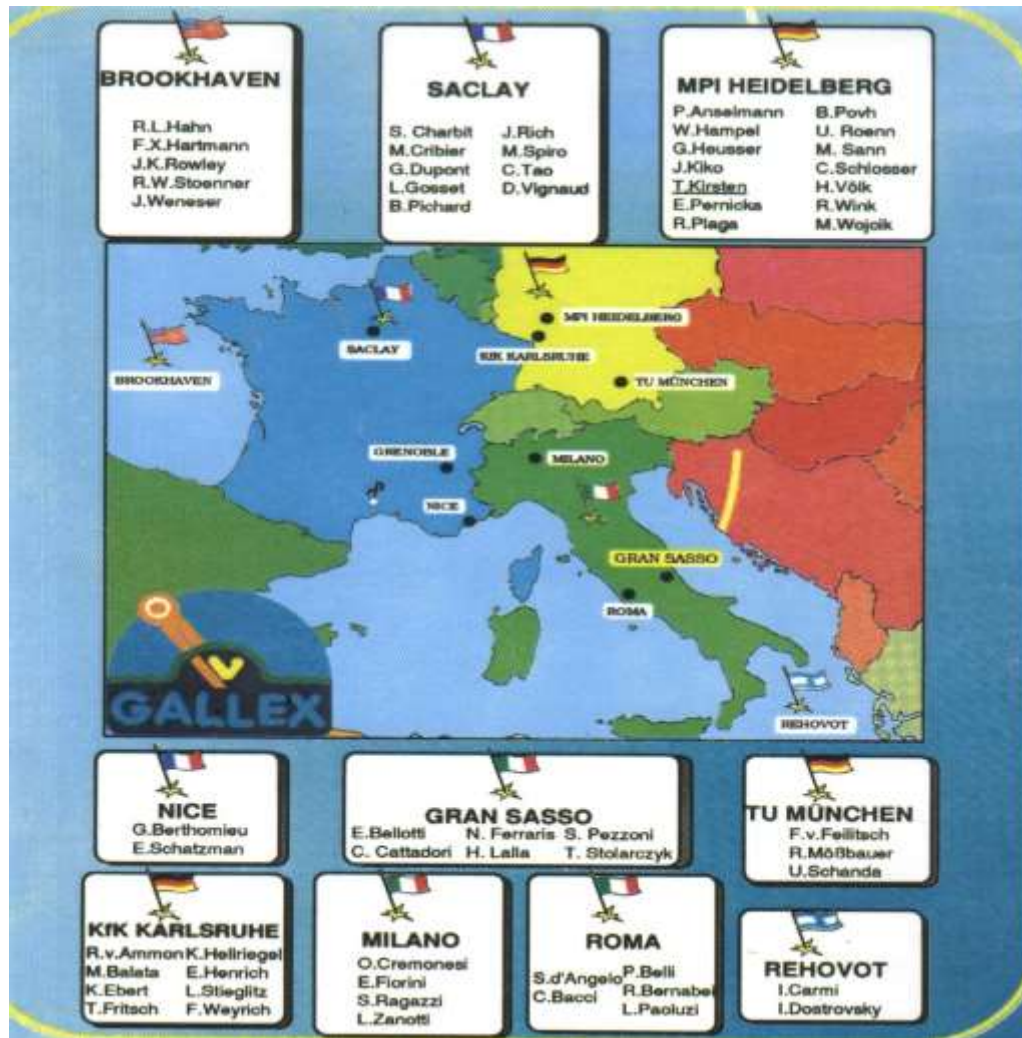 BROOKHAVEN
R.L.Hahn
F.X.Hartmann
J.K.Rowley
R.W.Stoenner
J.Weneser
SACLAY
S. Charbit J.Rich
M.Cribier M.Spiro
G.Dupont C.Tao
L.Gosset D.Vignaud
B.Pichard
MPI HEIDELBERG
P.Anselmann B.Povh
W.Hampel U. Roenn
G.Heusser M. Sann
J.Kiko C.Schlosser
T.Kirsten H.Völk
E.Pernicka R.Wink
R.Plaga M.Wojcik
MPI HEIDELBERG
SACLAY
KfK KARLSRUHE
BROOKHAVEN
TU MÜNCHEN
GRENOBLE
MILANO
NICE
GRAN SASSO
ROMA
GALLEX
REHOVOT
NICE
G.Berthomieu
E.Schatzman
GRAN SASSO
E.Bellotti N. Ferraris S. Pezzoni
C. Cattadori H. Lalla T. Stolarczyk
TU MÜNCHEN
F.v.Feilitsch
R.Mößbauer
U.Schanda
KfK KARLSRUHE
R.v.Ammon K.Hellriegel
M.Balata E.Henrich
K.Ebert L.Stieglitz
T.Fritsch F.Weyrich
MILANO
O.Cremonesi
E.Fiorini
S.Ragazzi
L.Zanotti
ROMA
S.d'Angelo P.Belli
C.Bacci R.Bernabei
L.Paoluzi
REHOVOT
I.Carmi
I.Dostrovsky